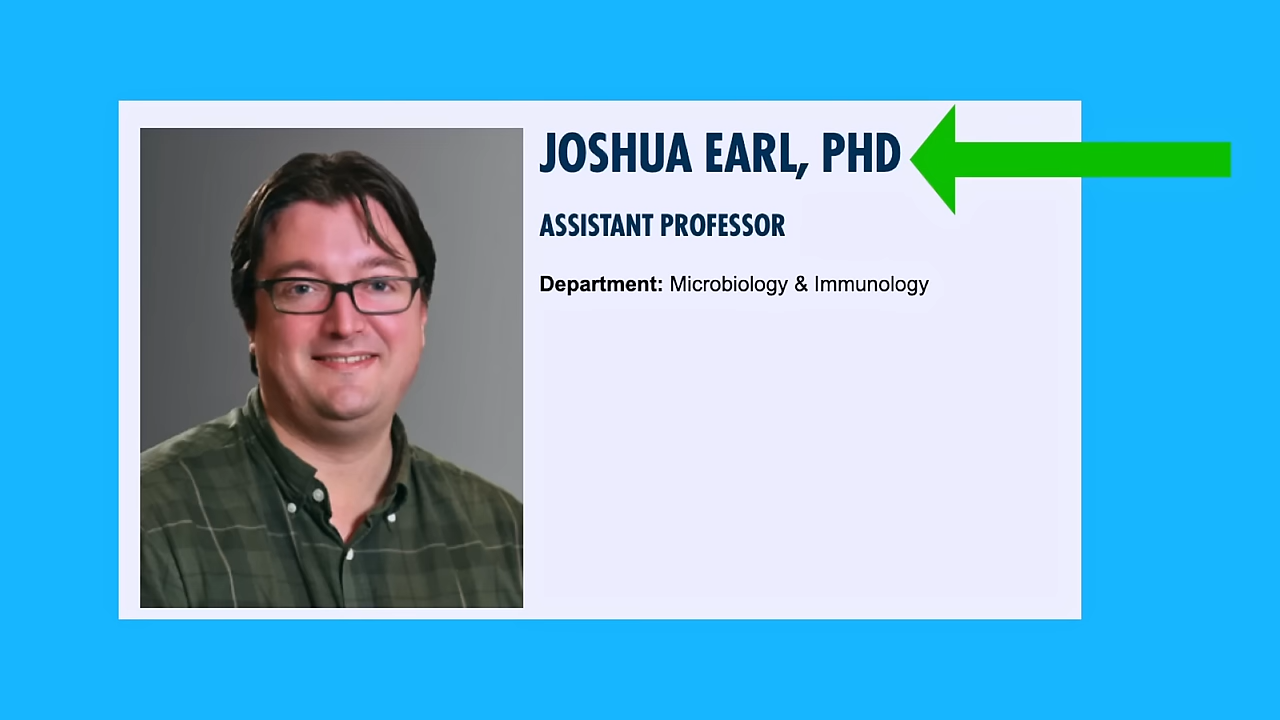 JOSHUA EARL, PHD
ASSISTANT PROFESSOR
Department: Microbiology & Immunology